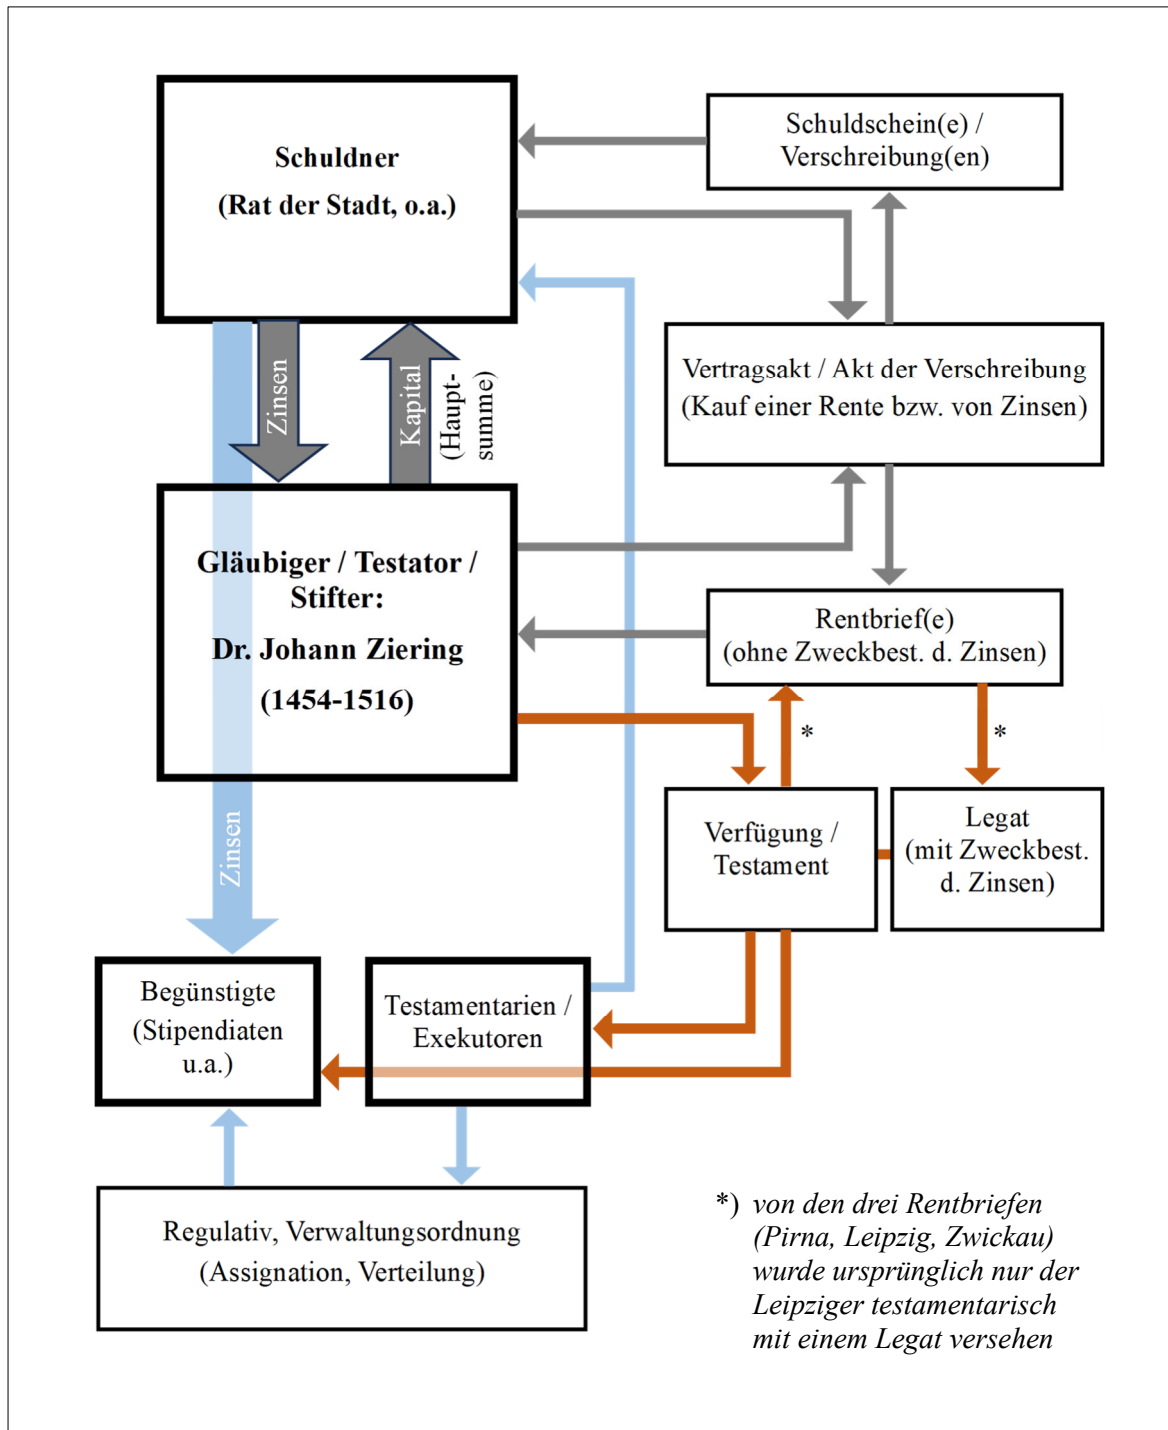 Schuldner
(Rat der Stadt, o.a.)
Schuldschein(e) /
Verschreibung(en)
Zinsen
Kapital
(Haupt-
summe)
Vertragsakt / Akt der Verschreibung
(Kauf einer Rente bzw. von Zinsen)
Gläubiger / Testator /
Stifter:
Dr. Johann Ziering
(1454-1516)
Rentbrief(e)
(ohne Zweckbest. d. Zinsen)
*
*
Verfügung /
Testament
Legat
(mit Zweckbest.
d. Zinsen)
Zinsen
Begünstigte
(Stipendiaten
u.a.)
Testamentarien /
Exekutoren
Regulativ, Verwaltungsordnung
(Assignation, Verteilung)
*) von den drei Rentbriefen
(Pirna, Leipzig, Zwickau)
wurde ursprünglich nur der
Leipziger testamentarisch
mit einem Legat versehen